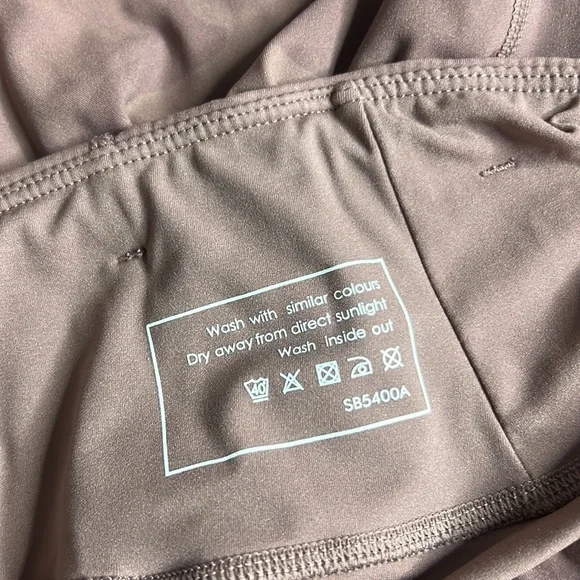 Wash with similar colours
Dry away from direct sunlight
Wash Inside out
40
SB5400A